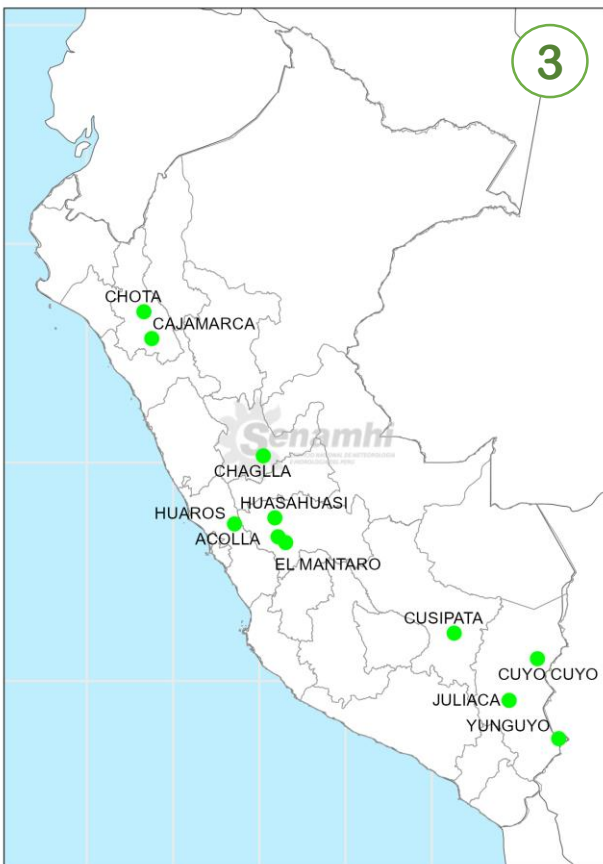 3
CHOTA
CAJAMARCA
Senamhi
CHAGLLA
HUASAHUASI
HUAROS
ACOLLA
EL MANTARO
CUSIPATA
CUYO CUYO
JULIACA
YUNGUYO